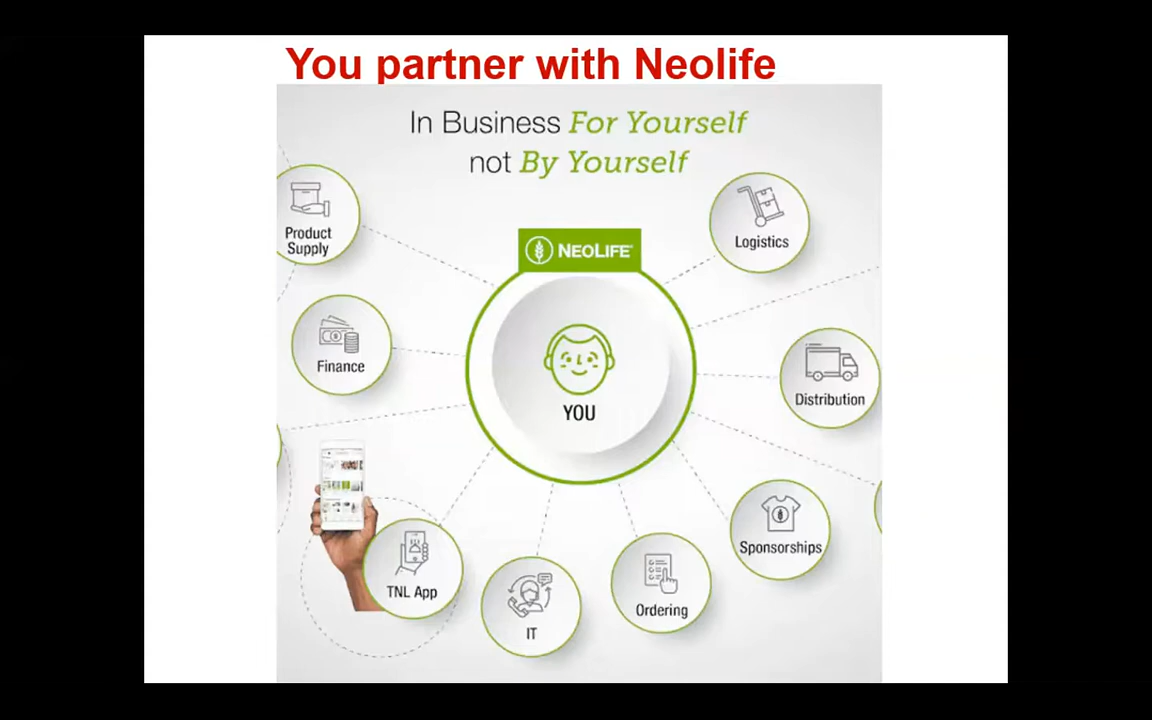 You partner with Neolife
In Business For Yourself
not By Yourself
Product
Supply
Logistics
NEOLIFE
Finance
YOU
Distribution
TNL App
IT
Ordering
Sponsorships